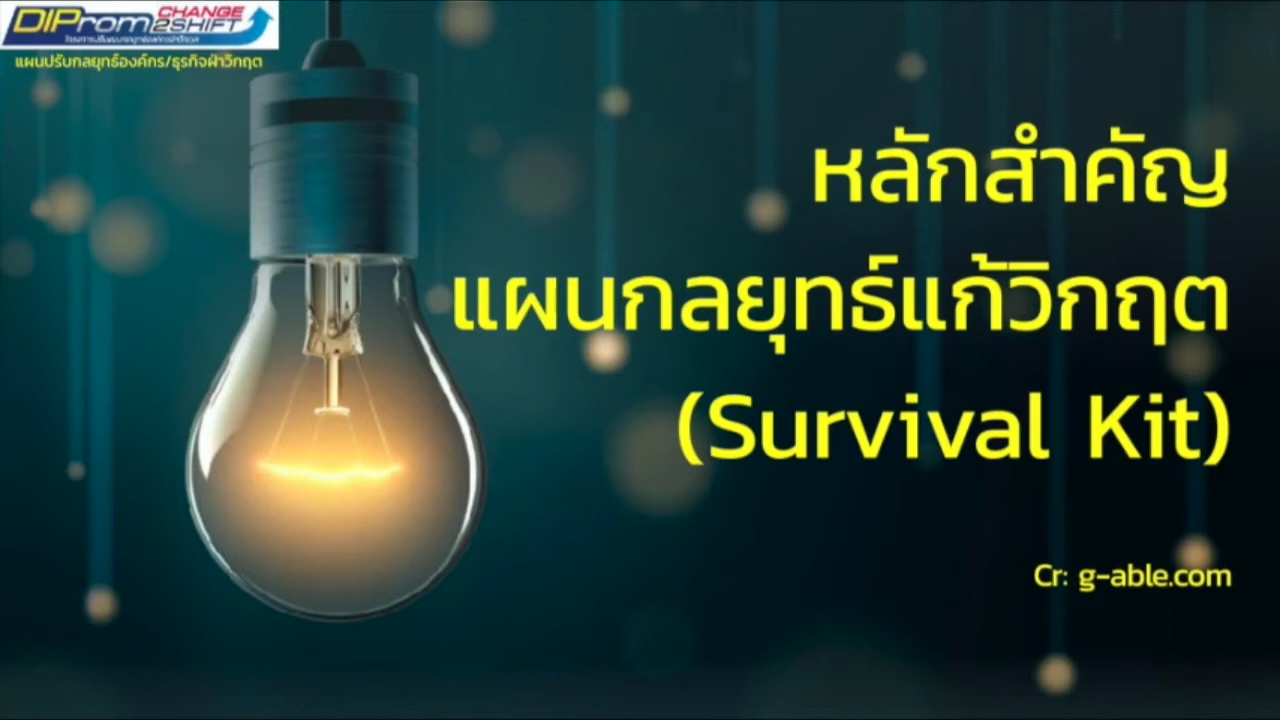 DIProm CHANGE
2SHIFT
แผนปรับกลยุทธ์องค์กร/ธุรกิจฝ่าวิกฤต
หลักสำคัญ
แผนกลยุทธ์แก้วิกฤต
(Survival Kit)
Cr: g-able.com